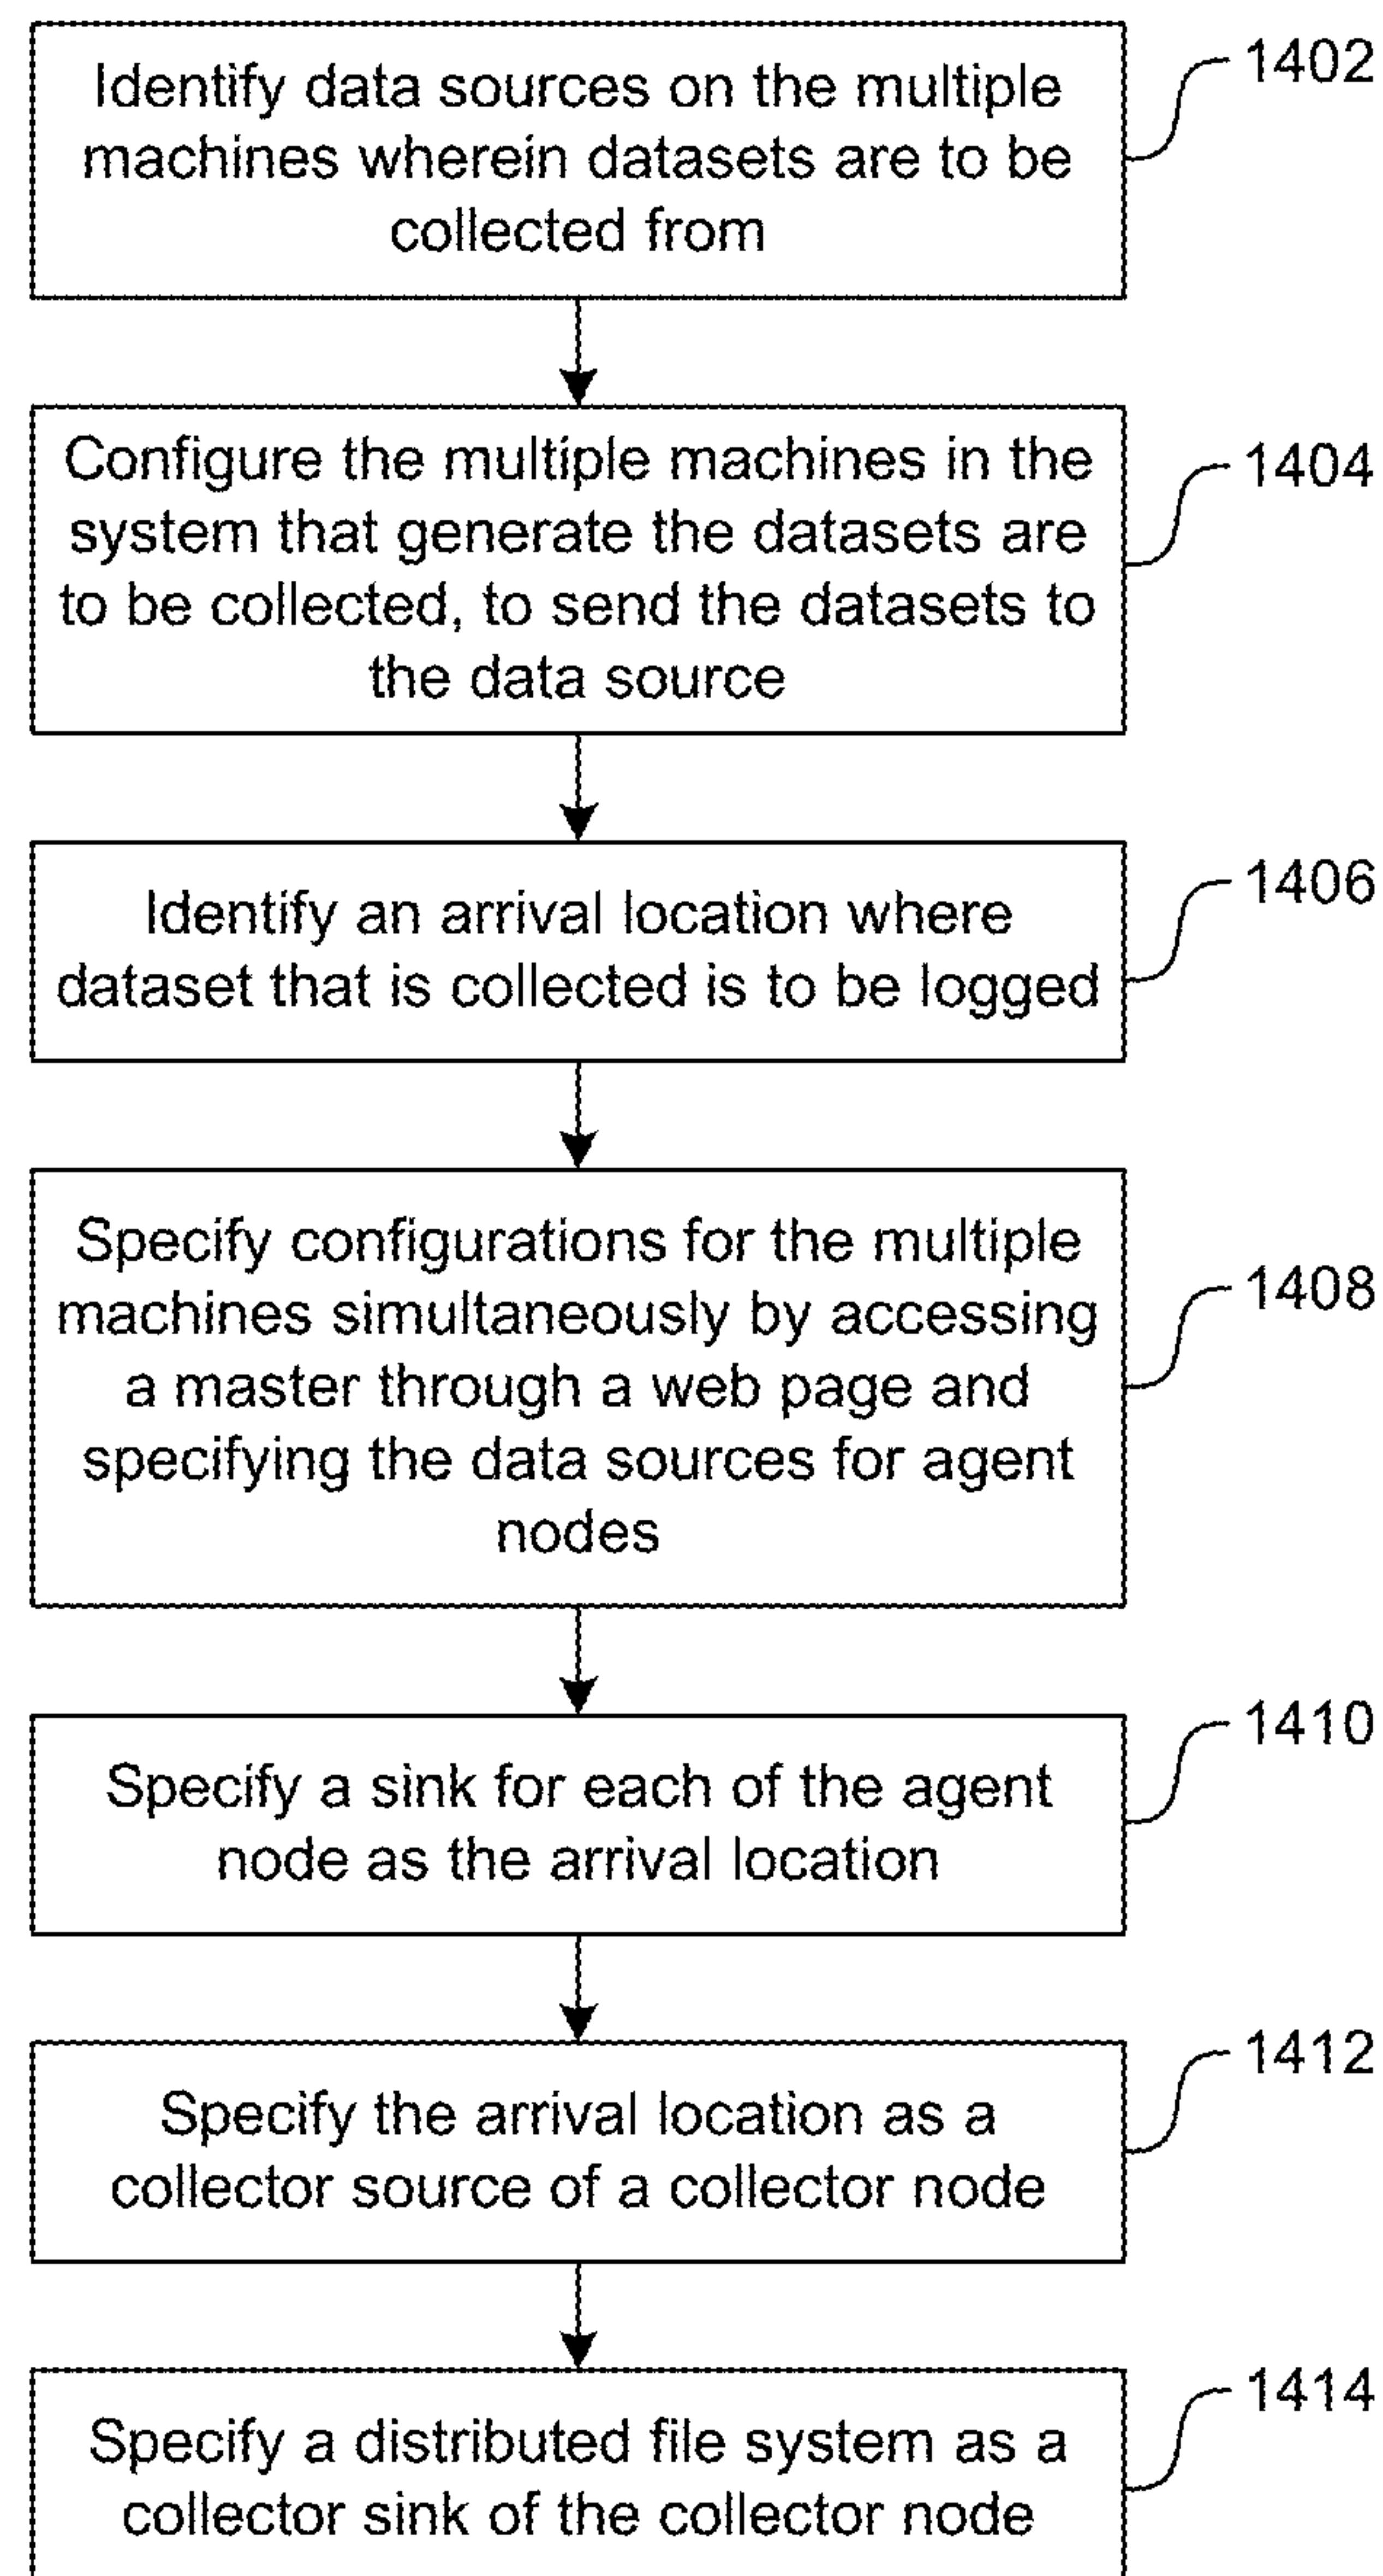 Identify data sources on the multiple
machines wherein datasets are to be
collected from
1402
Configure the multiple machines in the
system that generate the datasets are
to be collected, to send the datasets to
the data source
1404
Identify an arrival location where
dataset that is collected is to be logged
1406
Specify configurations for the multiple
machines simultaneously by accessing
a master through a web page and
specifying the data sources for agent
nodes
1408
Specify a sink for each of the agent
node as the arrival location
1410
Specify the arrival location as a
collector source of a collector node
1412
Specify a distributed file system as a
collector sink of the collector node
1414